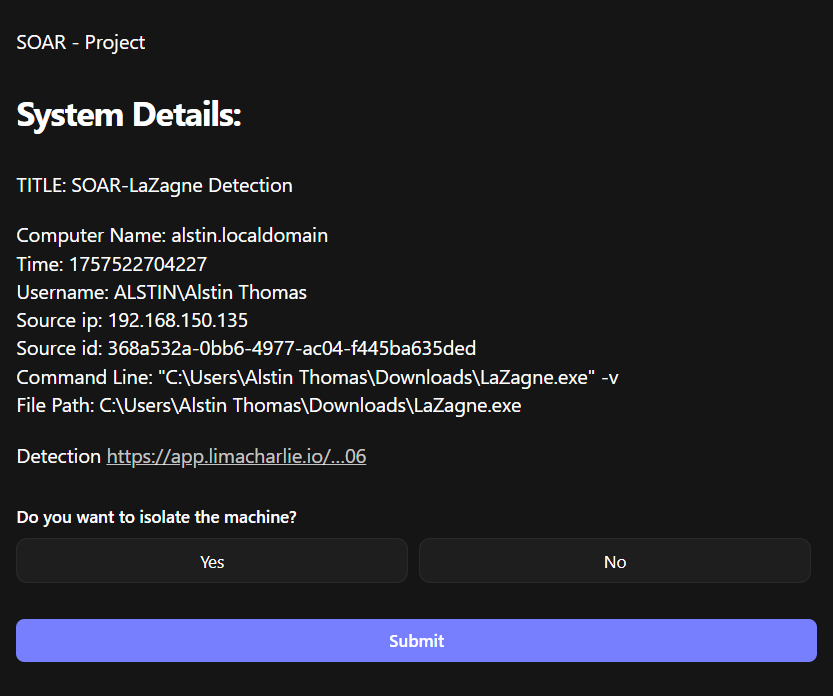 SOAR - Project
System Details:
TITLE: SOAR-LaZagne Detection
Computer Name: alstin.localdomain
Time: 1757522704227
Username: ALSTIN\Alstin Thomas
Source ip: 192.168.150.135
Source id: 368a532a-0bb6-4977-ac04-f445ba635ded
Command Line: "C:\Users\Alstin Thomas\Downloads\LaZagne.exe" -v
File Path: C:\Users\Alstin Thomas\Downloads\LaZagne.exe
Detection https://app.limacharlie.io/...06
Do you want to isolate the machine?
Yes No
Submit